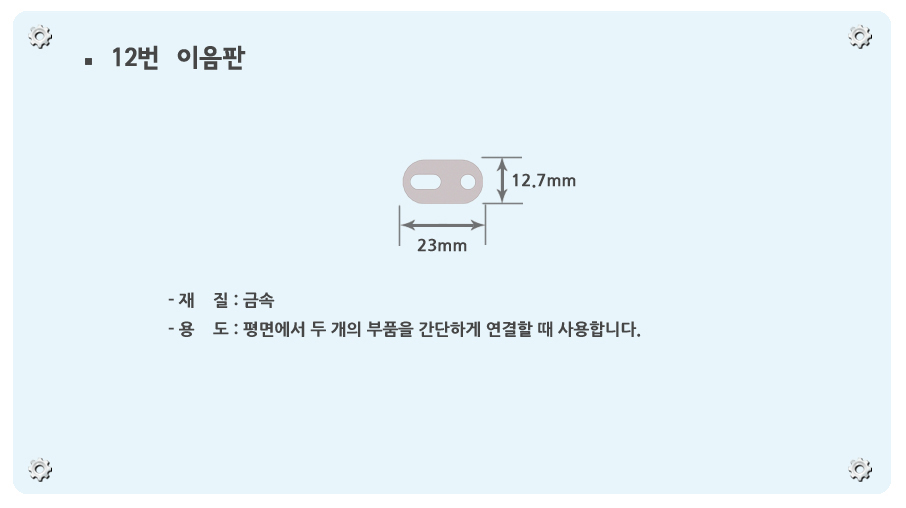 ▪ 12번 이음판
12.7mm
23mm
- 재 질 : 금속
- 용 도 : 평면에서 두 개의 부품을 간단하게 연결할 때 사용합니다.